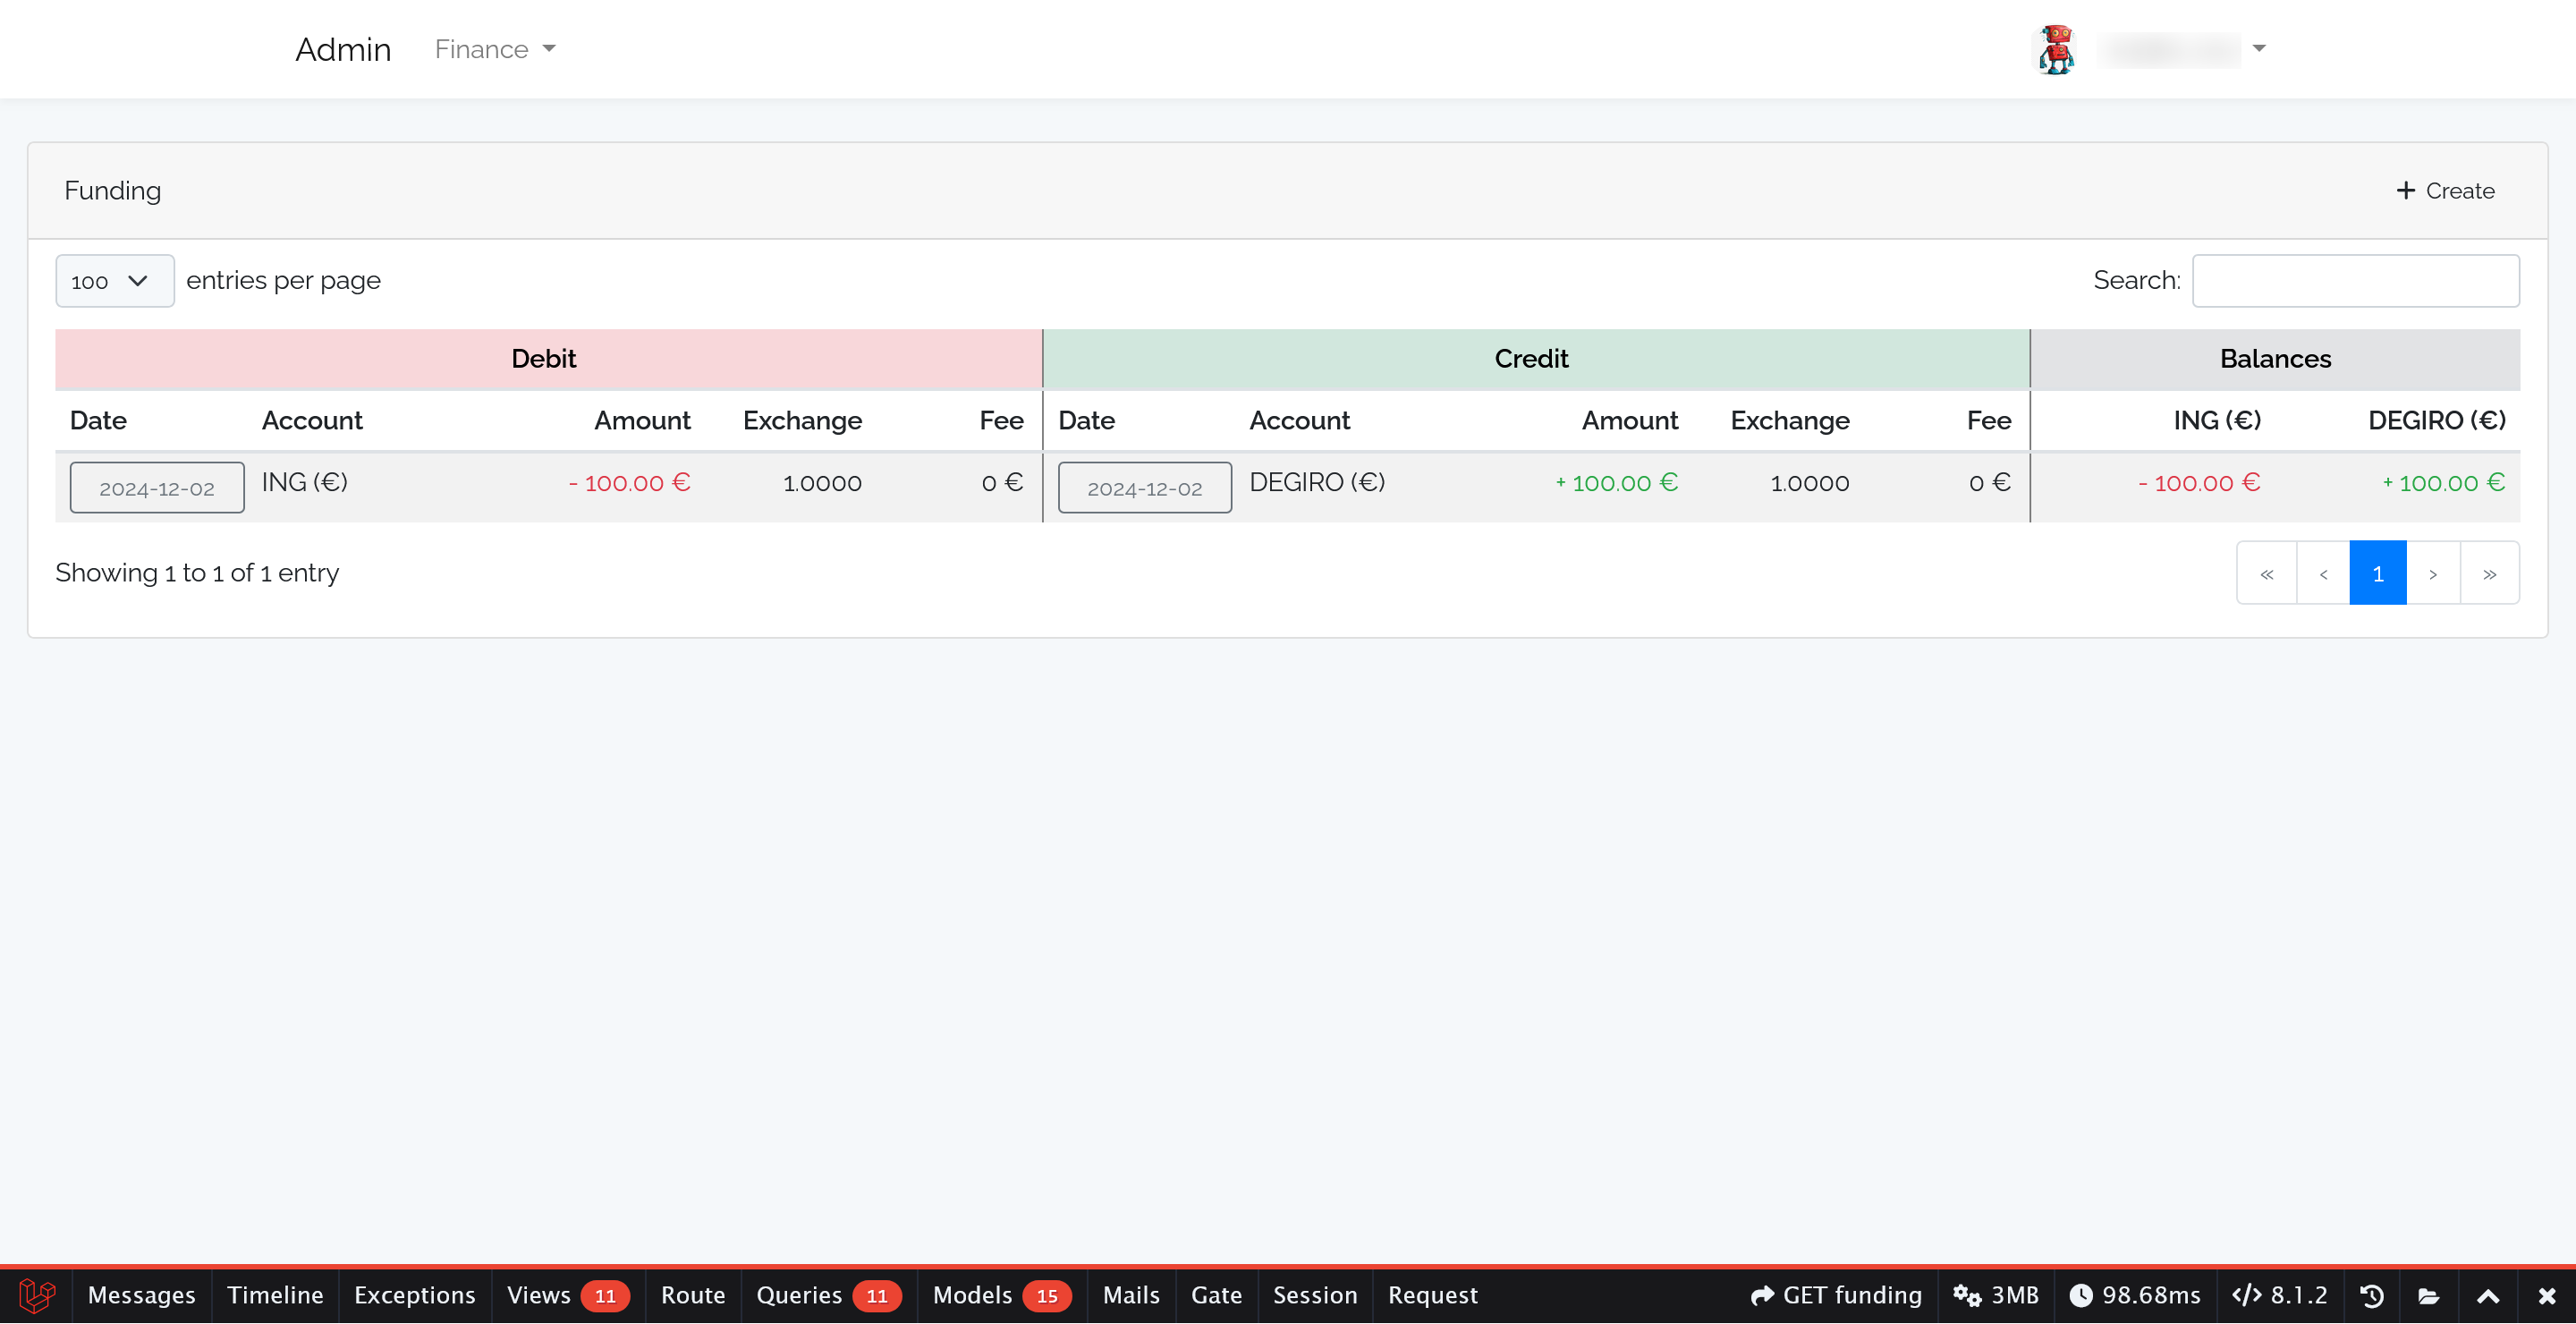 Admin Finance
Funding
Create
100 entries per page Search:
Debit Credit Balances
Date Account Amount Exchange Fee Date Account Amount Exchange Fee ING (€) DEGIRO (€)
2024-12-02 ING (€) - 100.00 € 1.0000 0 € 2024-12-02 DEGIRO (€) + 100.00 € 1.0000 0 € - 100.00 € + 100.00 €
Showing 1 to 1 of 1 entry « ‹ 1 › »
Messages Timeline Exceptions Views 11 Route Queries 11 Models 15 Mails Gate Session Request GET funding 3MB 98.68ms 8.1.2